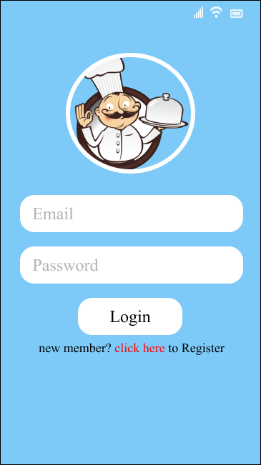 Email
Password
Login
new member? click here to Register